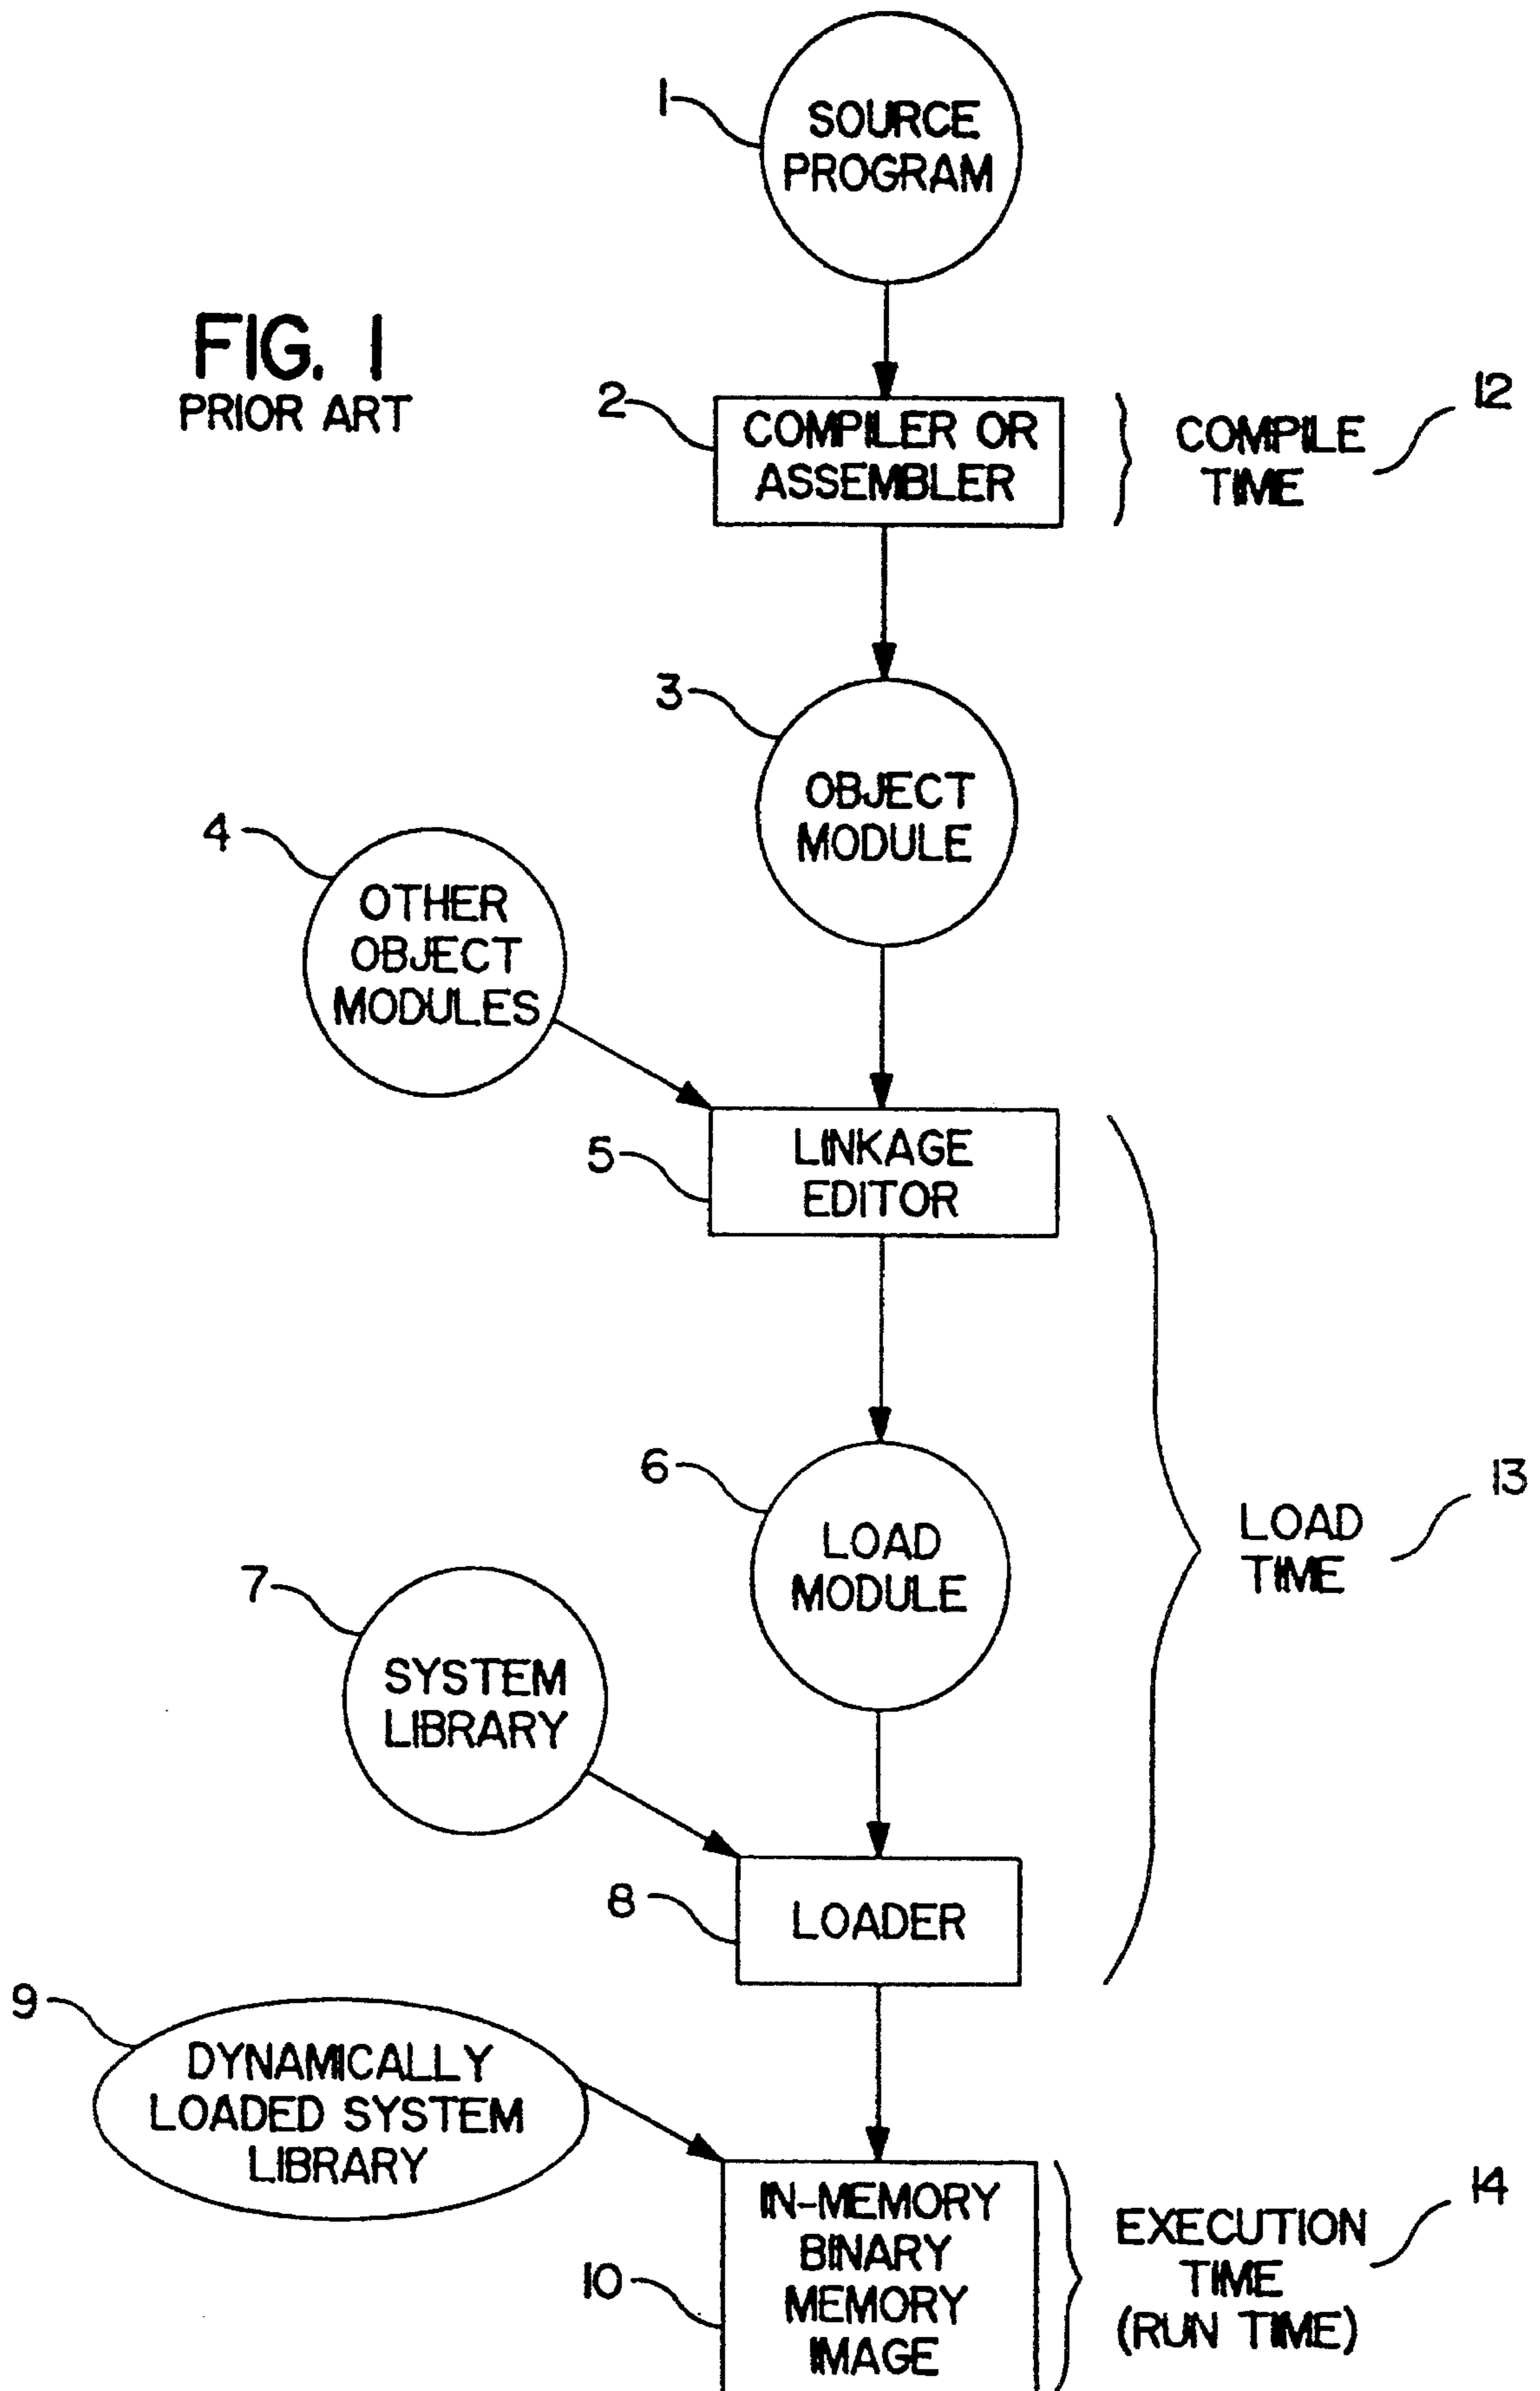 1
SOURCE
PROGRAM
FIG. 1
PRIOR ART
2
COMPILER OR
ASSEMBLER
COMPILE
TIME
12
3
OBJECT
MODULE
4
OTHER
OBJECT
MODULES
5
LINKAGE
EDITOR
6
LOAD
MODULE
LOAD
TIME
13
7
SYSTEM
LIBRARY
8
LOADER
9
DYNAMICALLY
LOADED SYSTEM
LIBRARY
10
IN-MEMORY
BINARY
MEMORY
IMAGE
EXECUTION
TIME
(RUN TIME)
14